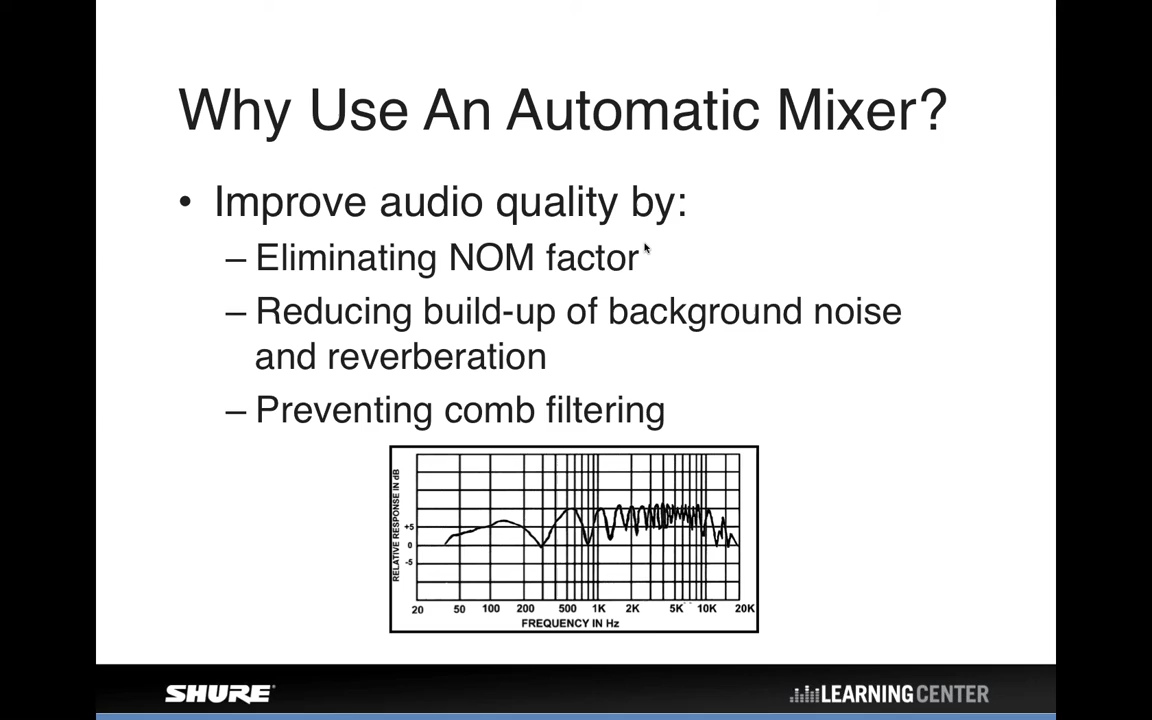 Why Use An Automatic Mixer?
• Improve audio quality by:
– Eliminating NOM factor
– Reducing build-up of background noise
and reverberation
– Preventing comb filtering
RELATIVE RESPONSE IN dB
+5
0
-5
20 50 100 200 500 1K 2K 5K 10K 20K
FREQUENCY IN Hz
SHURE LEARNING CENTER